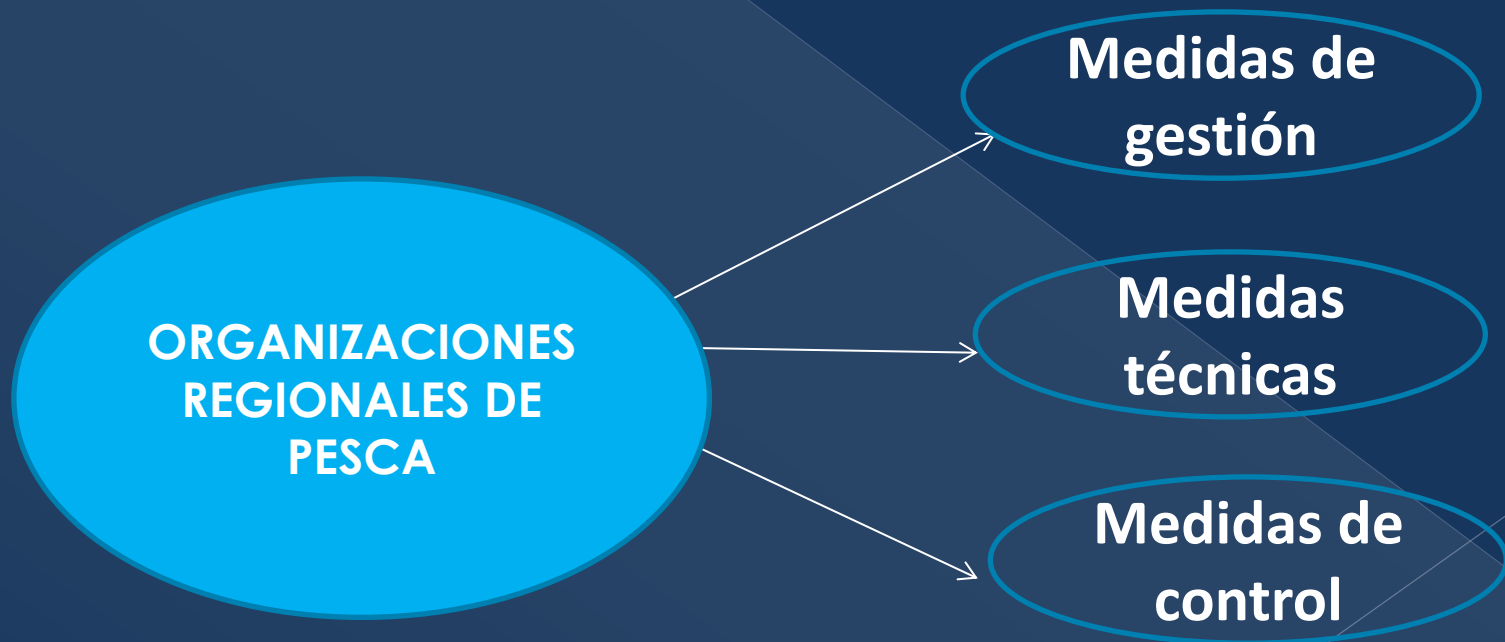 ORGANIZACIONES
REGIONALES DE
PESCA
Medidas de
gestión
Medidas
técnicas
Medidas de
control